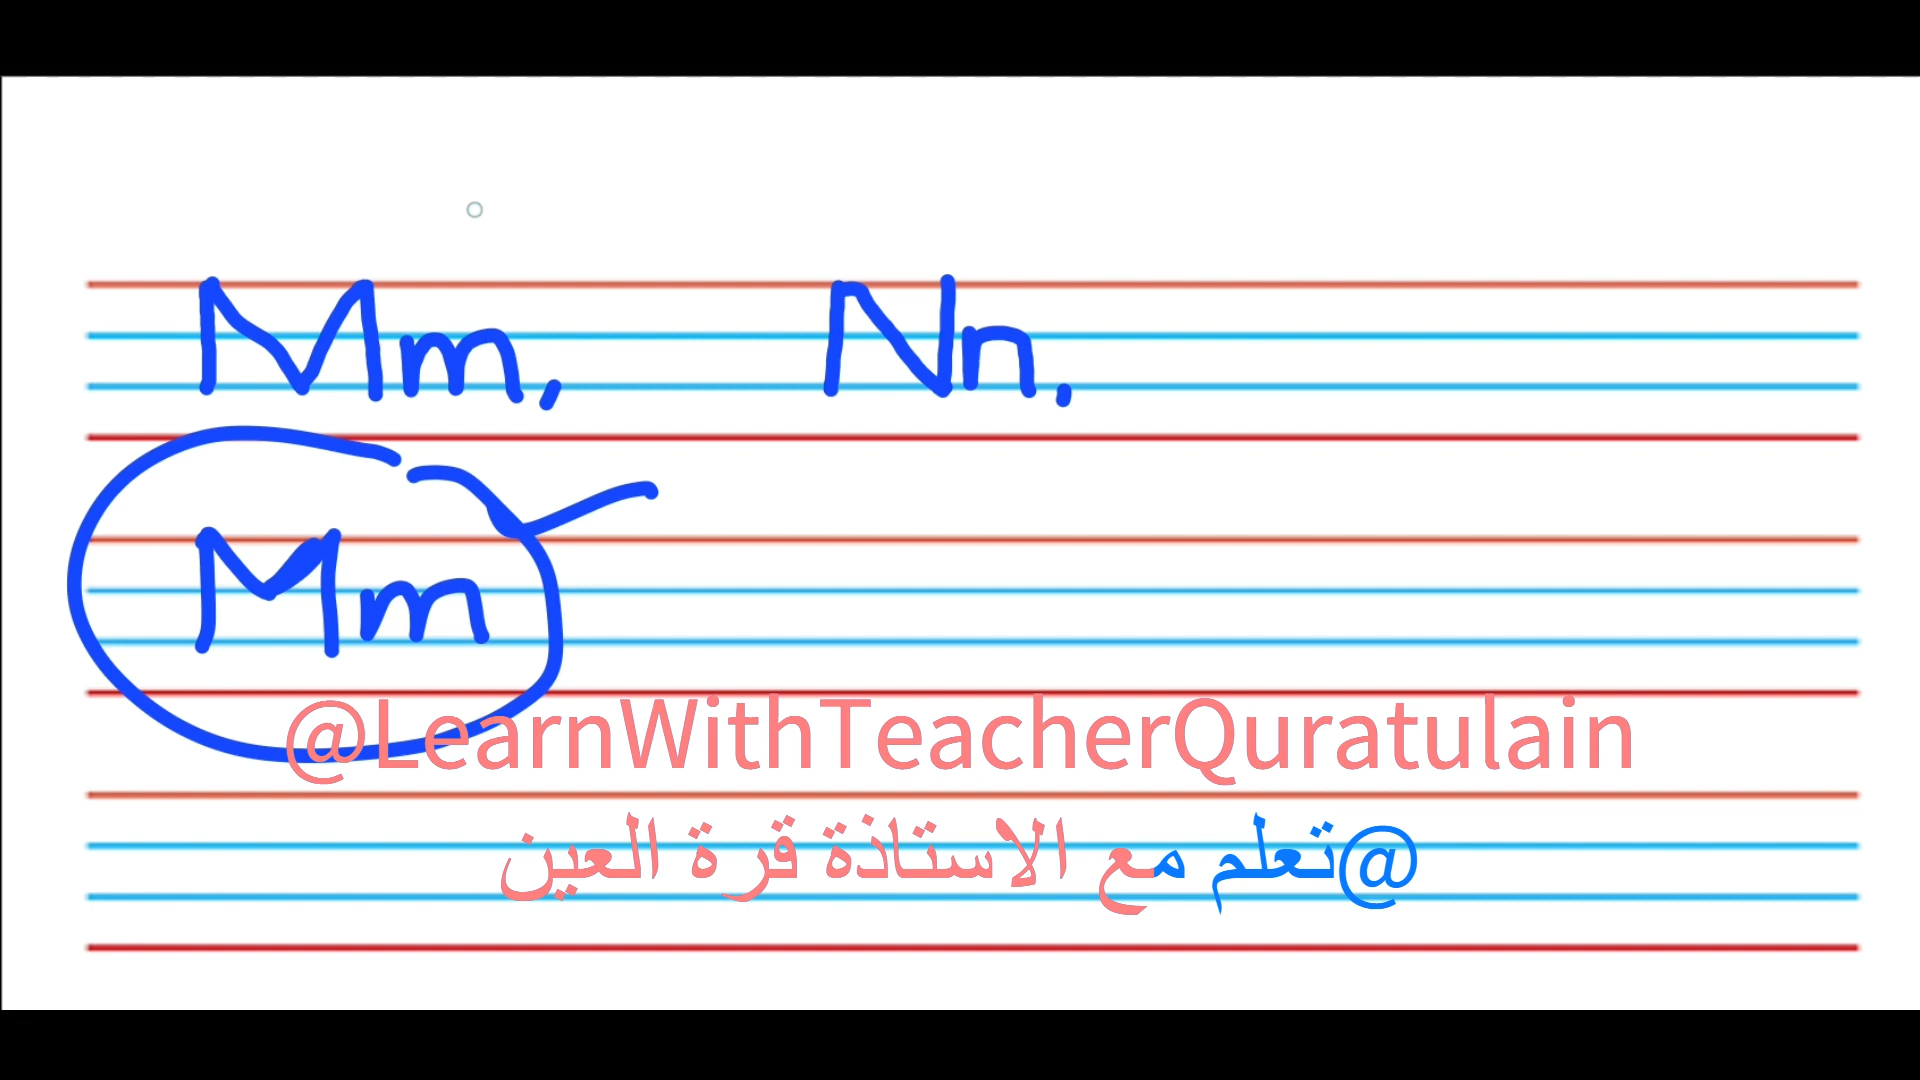 Mm, Nn,
Mm
@LearnWithTeacherQuratulain
@تعلم مع الاستاذة قرة العين